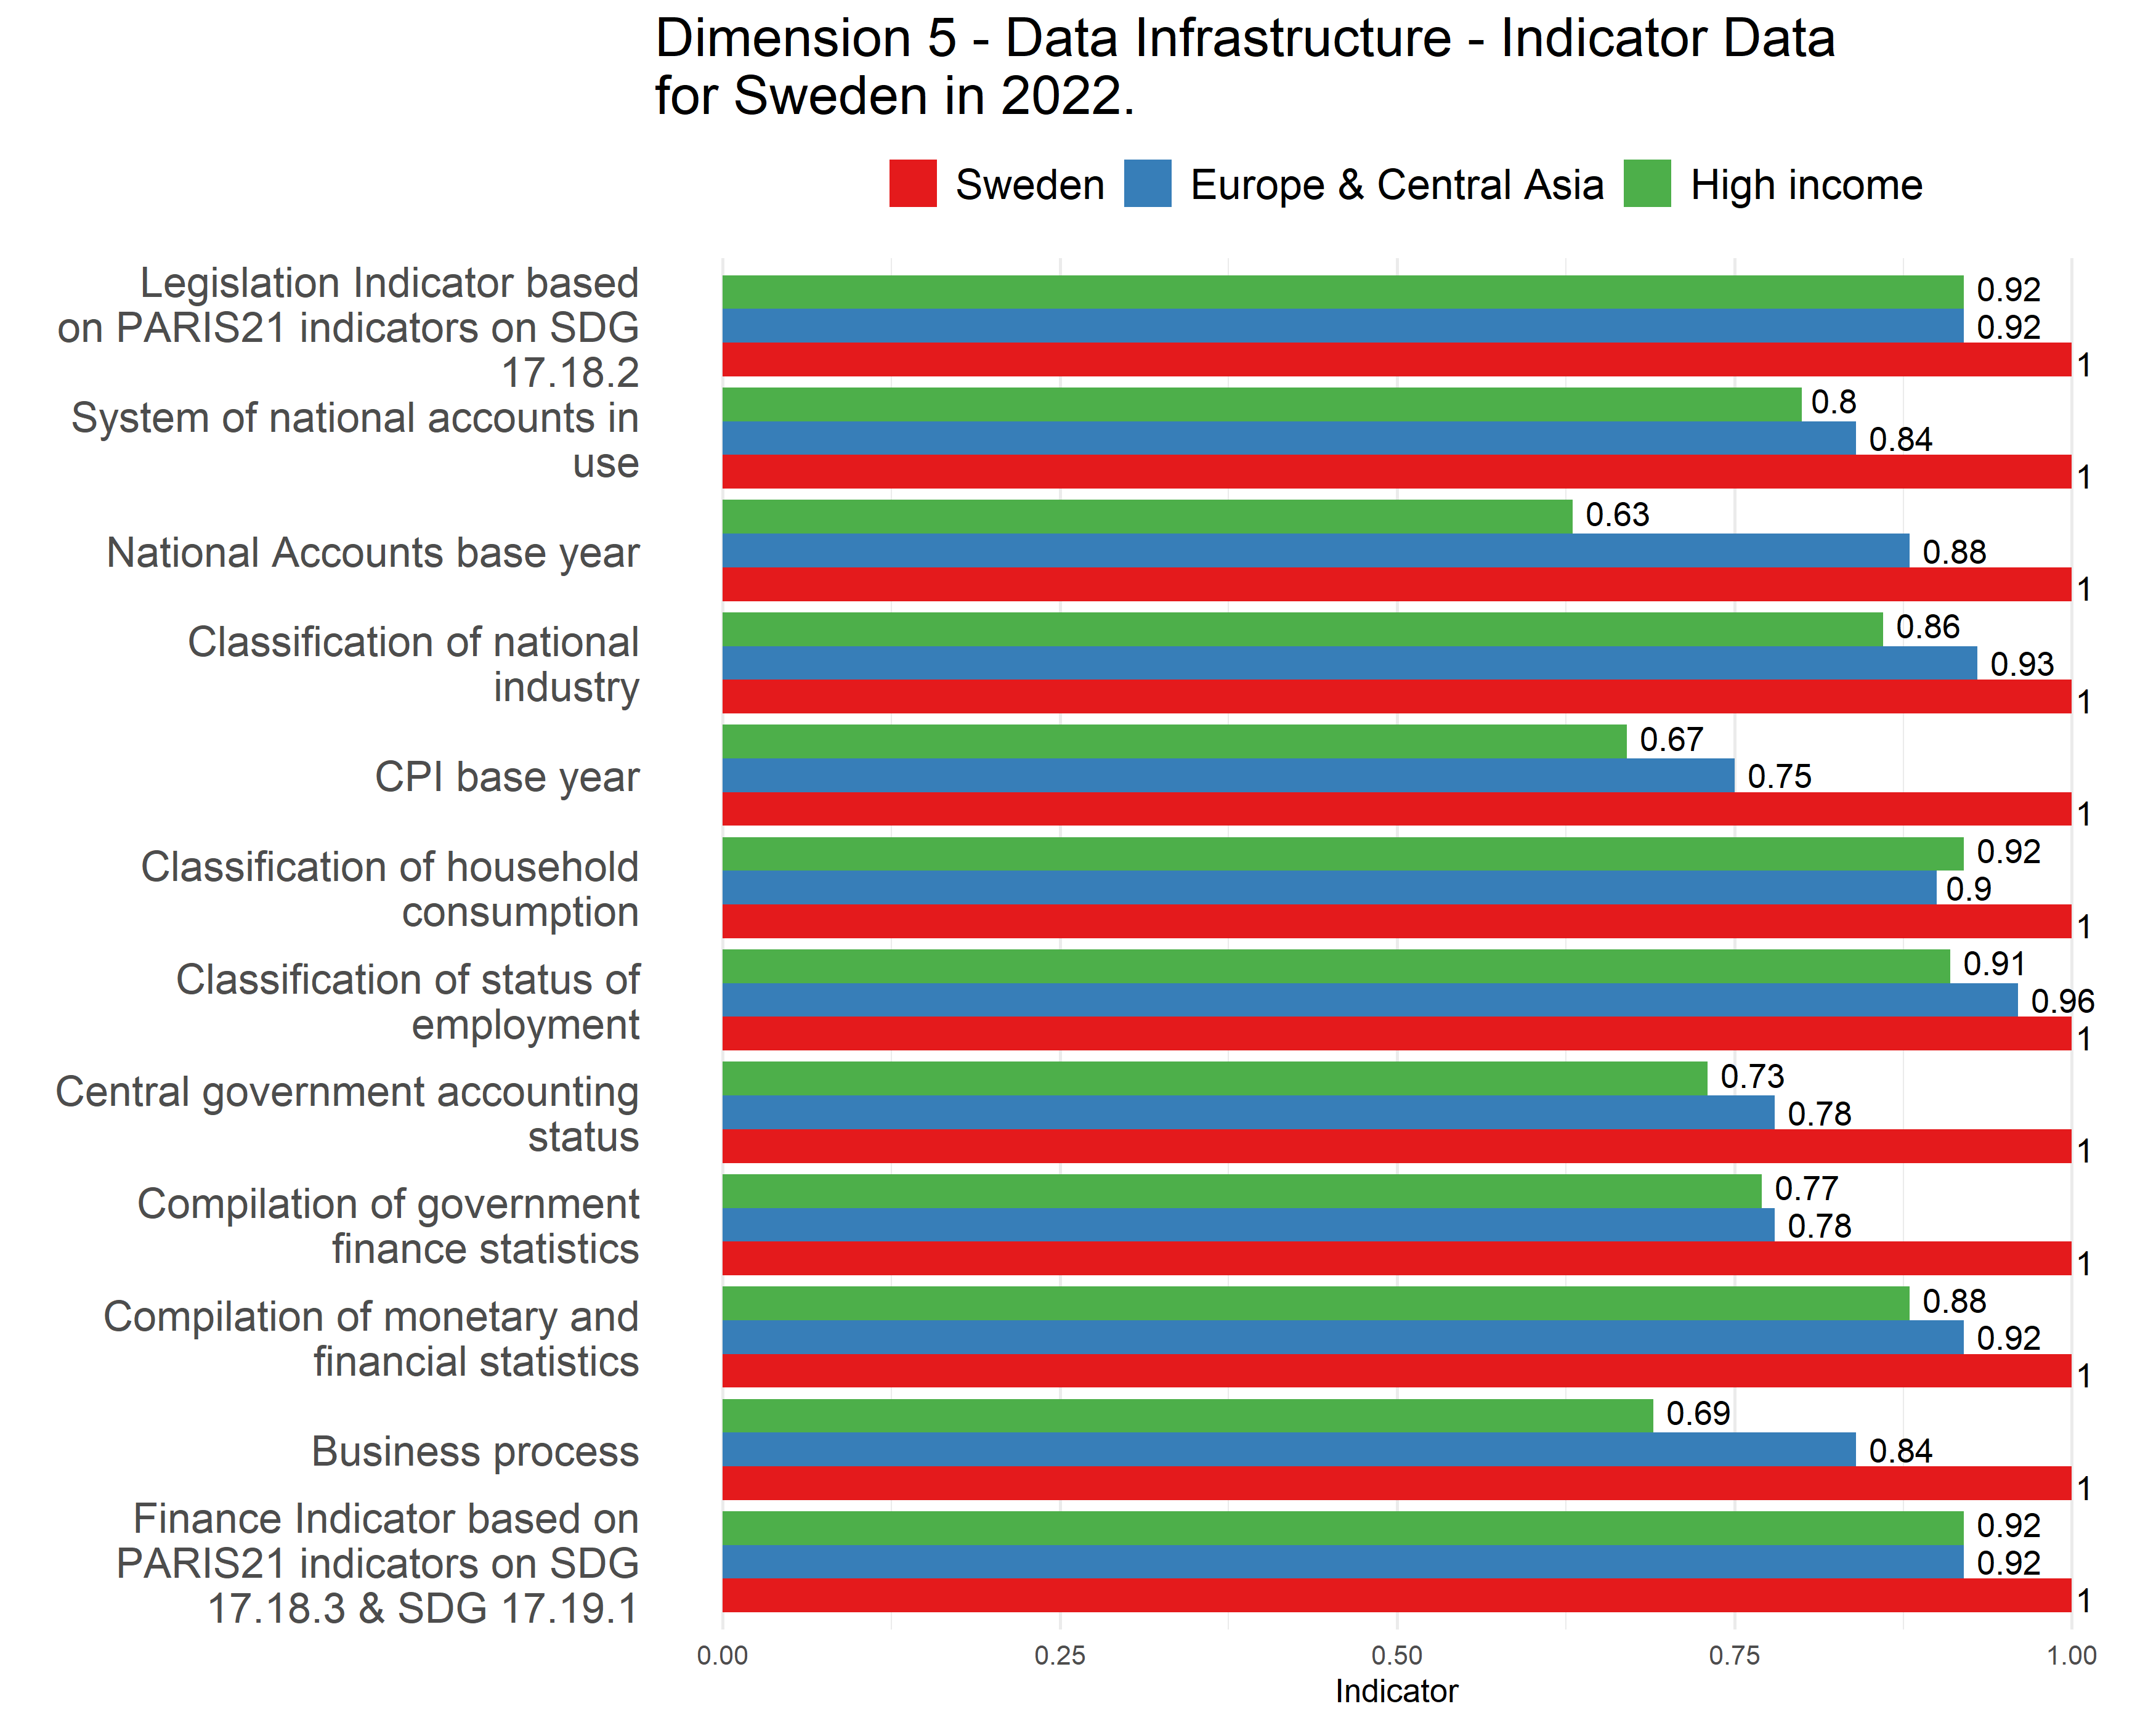 Dimension 5 - Data Infrastructure - Indicator Data
for Sweden in 2022.
Sweden Europe & Central Asia High income
Legislation Indicator based
on PARIS21 indicators on SDG
17.18.2
0.92
0.92
1
System of national accounts in
use
0.8
0.84
1
National Accounts base year
0.63
0.88
1
Classification of national
industry
0.86
0.93
1
CPI base year
0.67
0.75
1
Classification of household
consumption
0.92
0.9
1
Classification of status of
employment
0.91
0.96
1
Central government accounting
status
0.73
0.78
1
Compilation of government
finance statistics
0.77
0.78
1
Compilation of monetary and
financial statistics
0.88
0.92
1
Business process
0.69
0.84
1
Finance Indicator based on
PARIS21 indicators on SDG
17.18.3 & SDG 17.19.1
0.92
0.92
1
0.00 0.25 0.50 0.75 1.00
Indicator